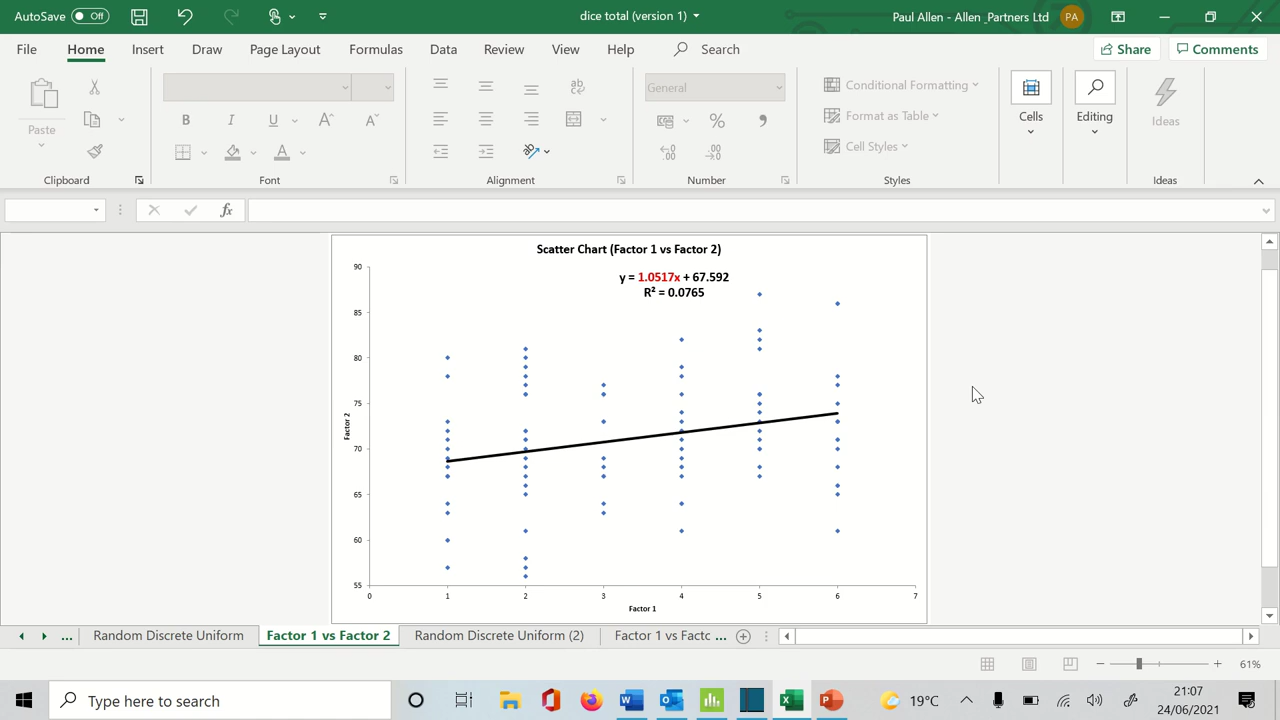 AutoSave Off
dice total (version 1)
Paul Allen - Allen _Partners Ltd PA
File Home Insert Draw Page Layout Formulas Data Review View Help Search Share Comments
General
Conditional Formatting
Format as Table
Cell Styles
Paste
B I U A A
ab
% 9
Cells
Editing
Ideas
Clipboard Font Alignment Number Styles Ideas
fx
Scatter Chart (Factor 1 vs Factor 2)
y = 1.0517x + 67.592
R² = 0.0765
90
85
80
75
70
65
60
55
Factor 2
0 1 2 3 4 5 6 7
Factor 1
... Random Discrete Uniform Factor 1 vs Factor 2 Random Discrete Uniform (2) Factor 1 vs Factc ...
61%
Type here to search
19°C
21:07
24/06/2021